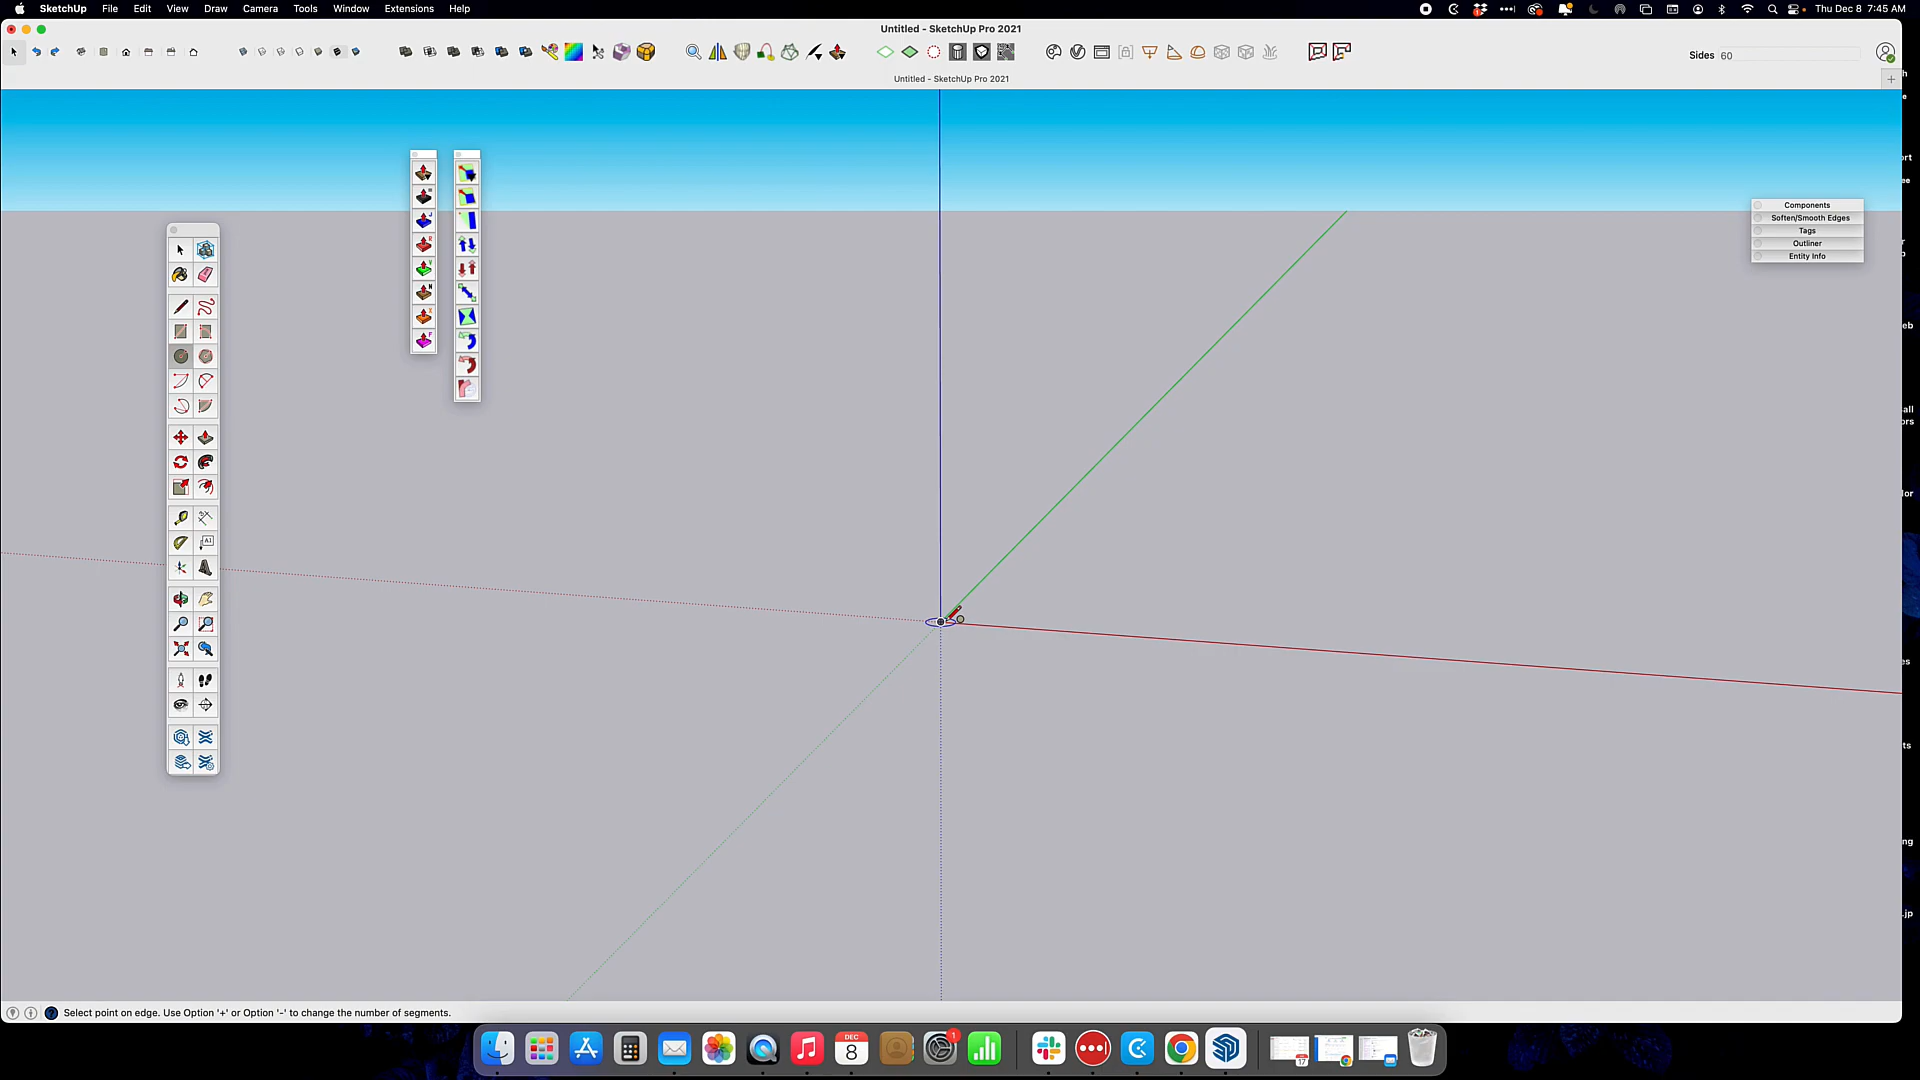 SketchUp File Edit View Draw Camera Tools Window Extensions Help Thu Dec 8 7:45 AM
Untitled - SketchUp Pro 2021
Sides 60
Untitled - SketchUp Pro 2021
Components
Soften/Smooth Edges
Tags
Outliner
Entity Info
Select point on edge. Use Option '+' or Option '-' to change the number of segments.
DEC
8
1
17